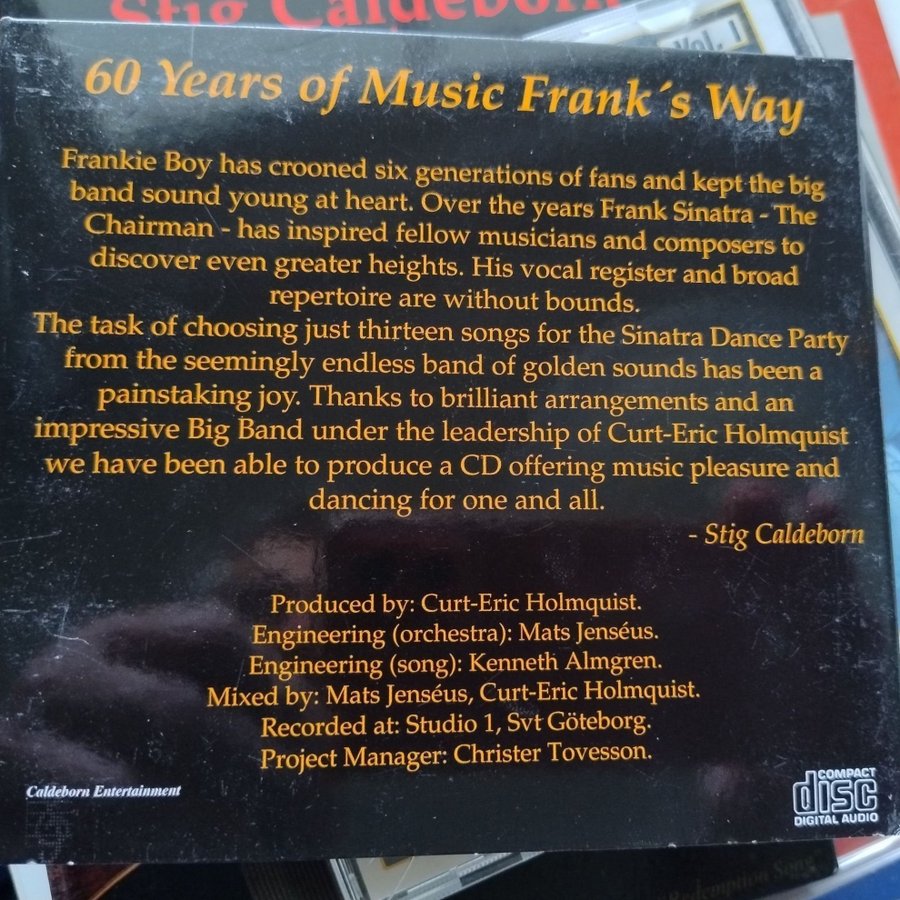 Stig Caldeborn
Vol. 1
60 Years of Music Frank´s Way
Frankie Boy has crooned six generations of fans and kept the big
band sound young at heart. Over the years Frank Sinatra - The
Chairman - has inspired fellow musicians and composers to
discover even greater heights. His vocal register and broad
repertoire are without bounds.
The task of choosing just thirteen songs for the Sinatra Dance Party
from the seemingly endless band of golden sounds has been a
painstaking joy. Thanks to brilliant arrangements and an
impressive Big Band under the leadership of Curt-Eric Holmquist
we have been able to produce a CD offering music pleasure and
dancing for one and all.
- Stig Caldeborn
Produced by: Curt-Eric Holmquist.
Engineering (orchestra): Mats Jenséus.
Engineering (song): Kenneth Almgren.
Mixed by: Mats Jenséus, Curt-Eric Holmquist.
Recorded at: Studio 1, Svt Göteborg.
Project Manager: Christer Tovesson.
Caldeborn Entertainment
COMPACT
disc
DIGITAL AUDIO
Redemption Song